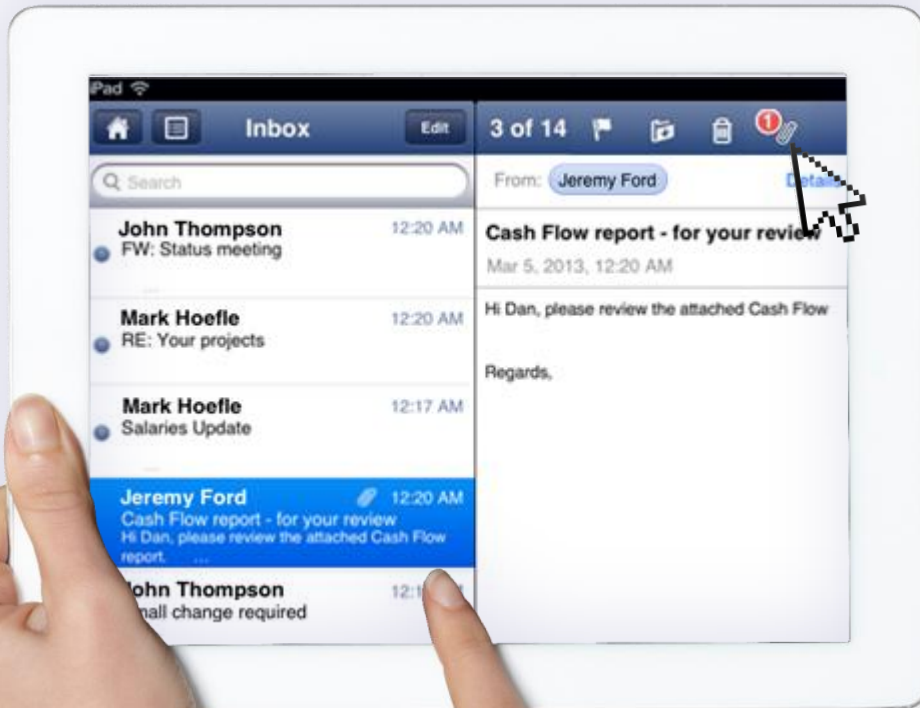 iPad
Inbox
Edit
Search
John Thompson
12:20 AM
FW: Status meeting
...
Mark Hoefle
12:20 AM
RE: Your projects
Mark Hoefle
12:17 AM
Salaries Update
...
Jeremy Ford
12:20 AM
Cash Flow report - for your review
Hi Dan, please review the attached Cash Flow
report. ...
John Thompson
Small change required
3 of 14
1
From: Jeremy Ford
Details
Cash Flow report - for your review
Mar 5, 2013, 12:20 AM
Hi Dan, please review the attached Cash Flow
Regards,